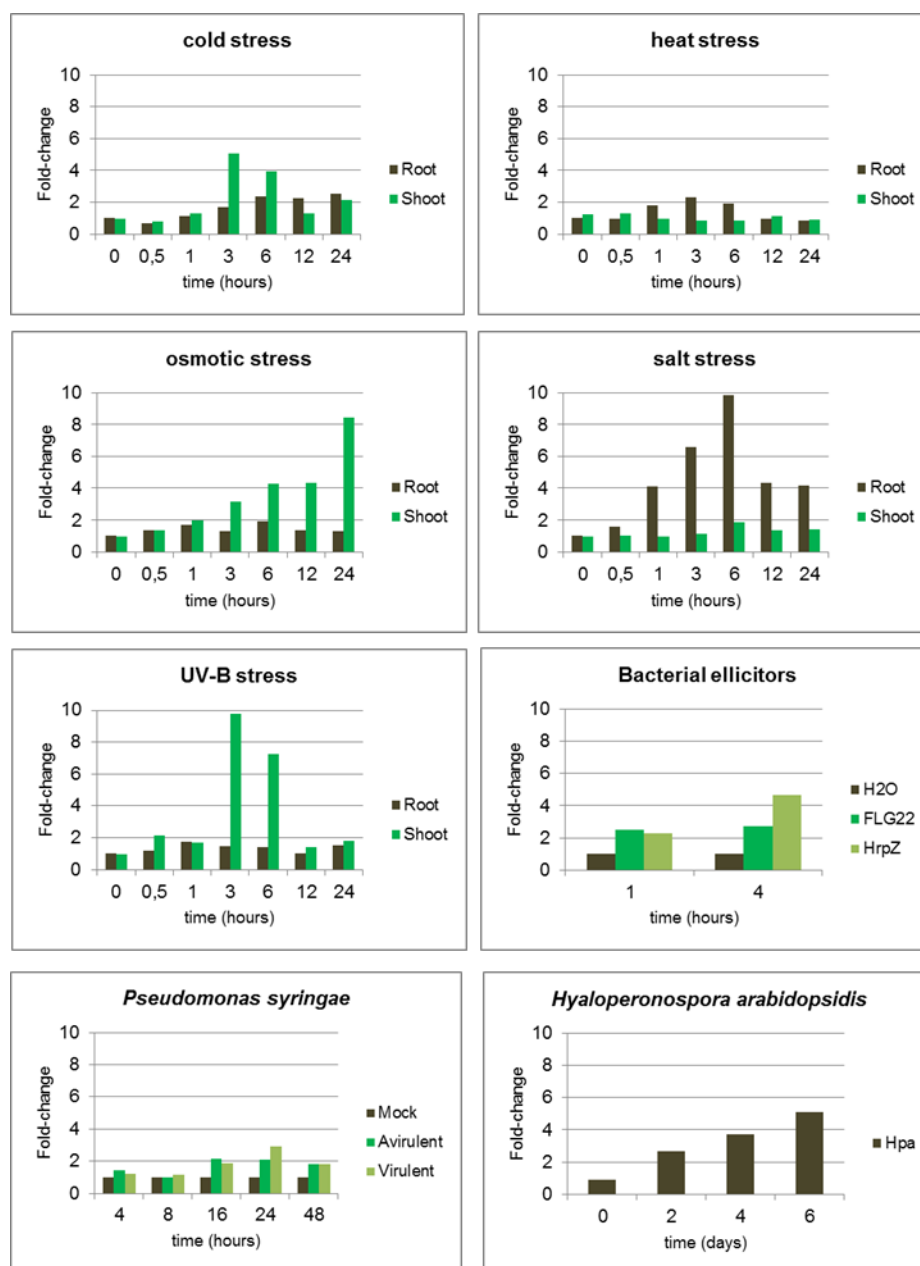 cold stress
10
8
6
4
2
0
Fold-change
0 0,5 1 3 6 12 24
time (hours)
Root
Shoot
heat stress
10
8
6
4
2
0
Fold-change
0 0,5 1 3 6 12 24
time (hours)
Root
Shoot
osmotic stress
10
8
6
4
2
0
Fold-change
0 0,5 1 3 6 12 24
time (hours)
Root
Shoot
salt stress
10
8
6
4
2
0
Fold-change
0 0,5 1 3 6 12 24
time (hours)
Root
Shoot
UV-B stress
10
8
6
4
2
0
Fold-change
0 0,5 1 3 6 12 24
time (hours)
Root
Shoot
Bacterial ellicitors
10
8
6
4
2
0
Fold-change
1 4
time (hours)
H2O
FLG22
HrpZ
Pseudomonas syringae
10
8
6
4
2
0
Fold-change
4 8 16 24 48
time (hours)
Mock
Avirulent
Virulent
Hyaloperonospora arabidopsidis
10
8
6
4
2
0
Fold-change
0 2 4 6
time (days)
Hpa